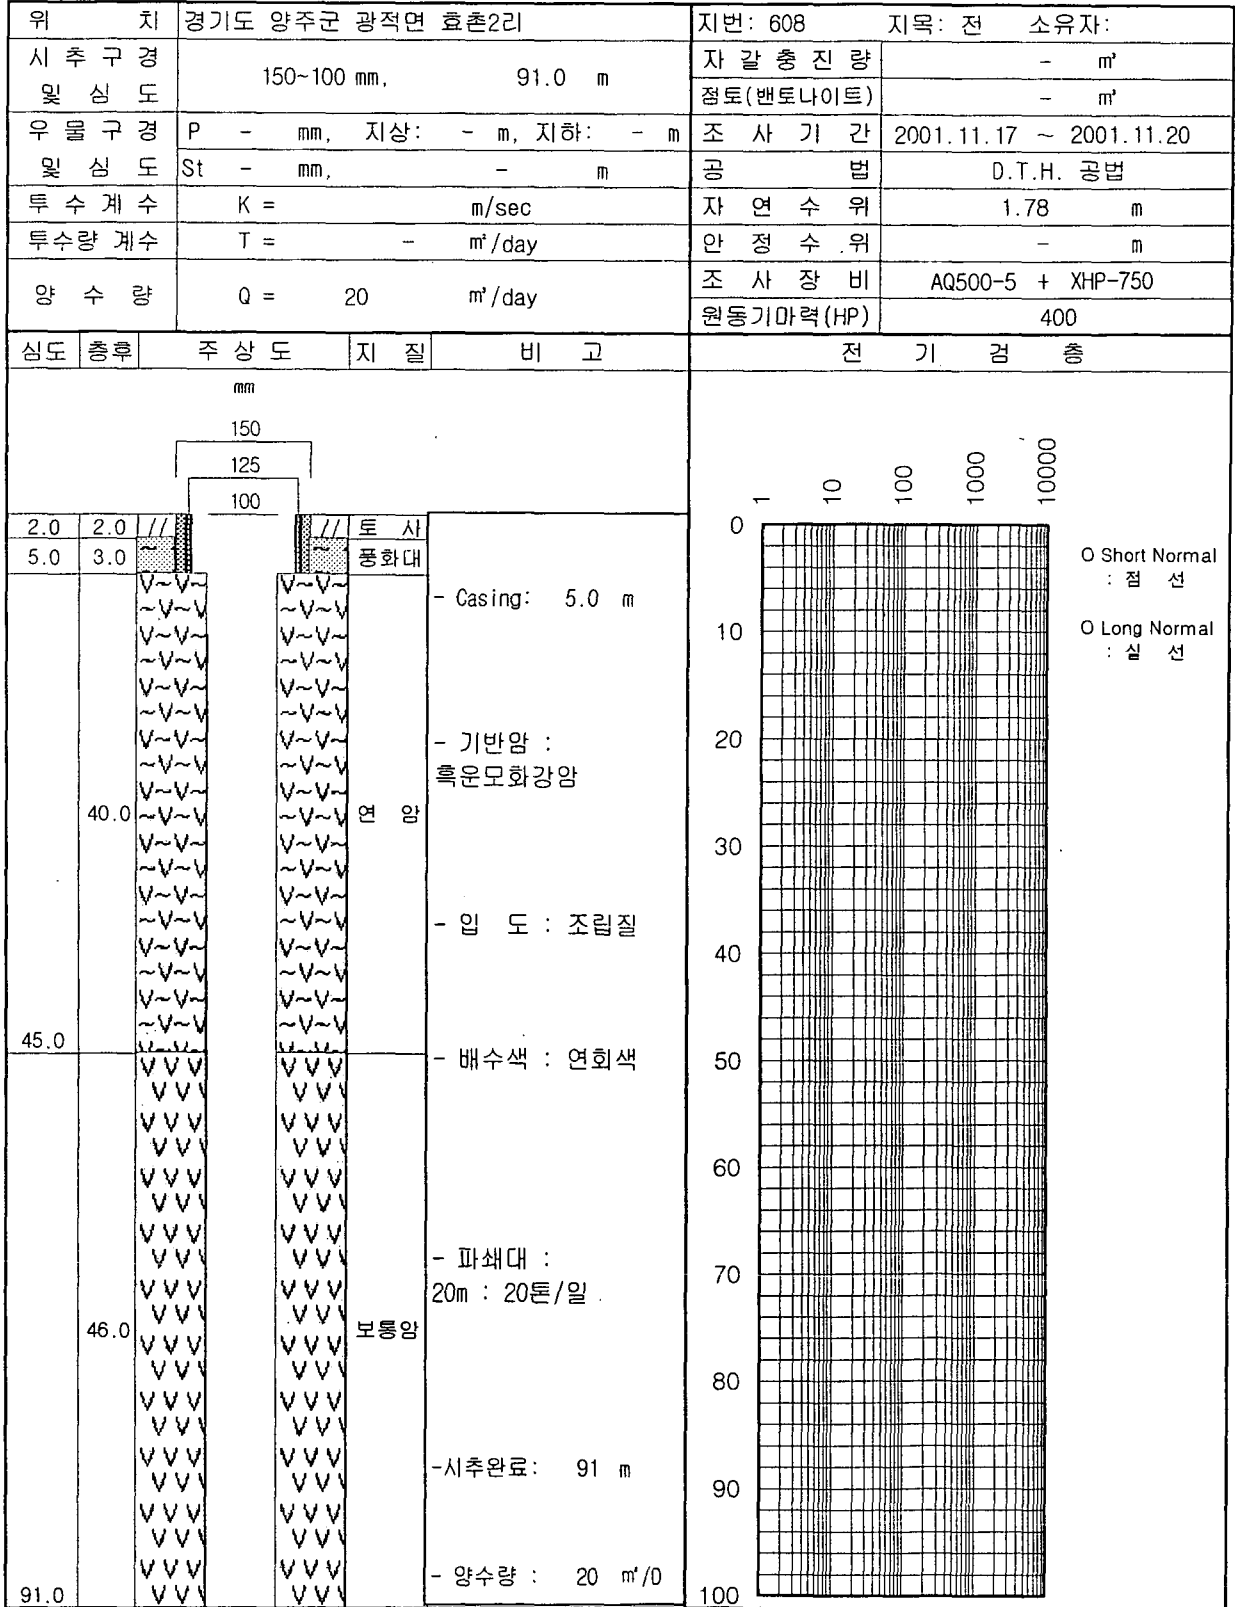 위 치 경기도 양주군 광적면 효촌2리 지번: 608 지목: 전 소유자:
시 추 구 경 및 심 도 150~100 mm, 91.0 m
자 갈 충 진 량 - ㎥
점토(밴토나이트) - ㎥
우 물 구 경 및 심 도 P - mm, 지상: - m, 지하: - m
St - mm, - m
조 사 기 간 2001.11.17 ~ 2001.11.20
공 법 D.T.H. 공법
투 수 계 수 K = m/sec
자 연 수 위 1.78 m
투수량 계수 T = - ㎡/day
안 정 수 위 - m
양 수 량 Q = 20 ㎥/day
조 사 장 비 AQ500-5 + XHP-750
원동기마력(HP) 400
심도 층후 주 상 도 지 질 비 고 전 기 검 층
mm
150
125
100
2.0 2.0 토 사
5.0 3.0 풍화대
- Casing: 5.0 m
- 기반암 :
흑운모화강암
40.0 연 암
- 입 도 : 조립질
45.0
- 배수색 : 연회색
- 파쇄대 :
20m : 20톤/일
46.0 보통암
-시추완료: 91 m
- 양수량 : 20 ㎥/D
91.0
1 10 100 1000 10000
0
10
20
30
40
50
60
70
80
90
100
O Short Normal
: 점 선
O Long Normal
: 실 선